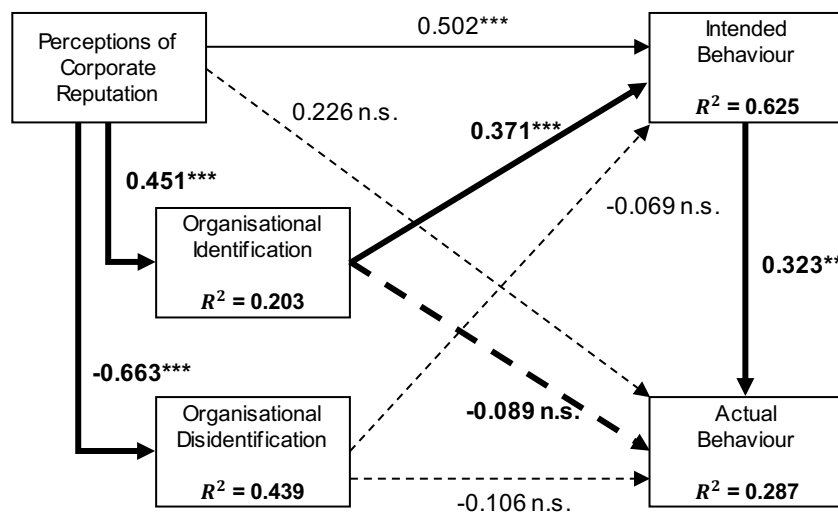 Perceptions of
Corporate
Reputation
0.502***
Intended
Behaviour
R² = 0.625
0.226 n.s.
0.371***
0.451***
-0.069 n.s.
Organisational
Identification
R² = 0.203
0.323**
-0.663***
Organisational
Disidentification
R² = 0.439
-0.089 n.s.
Actual
Behaviour
R² = 0.287
-0.106 n.s.